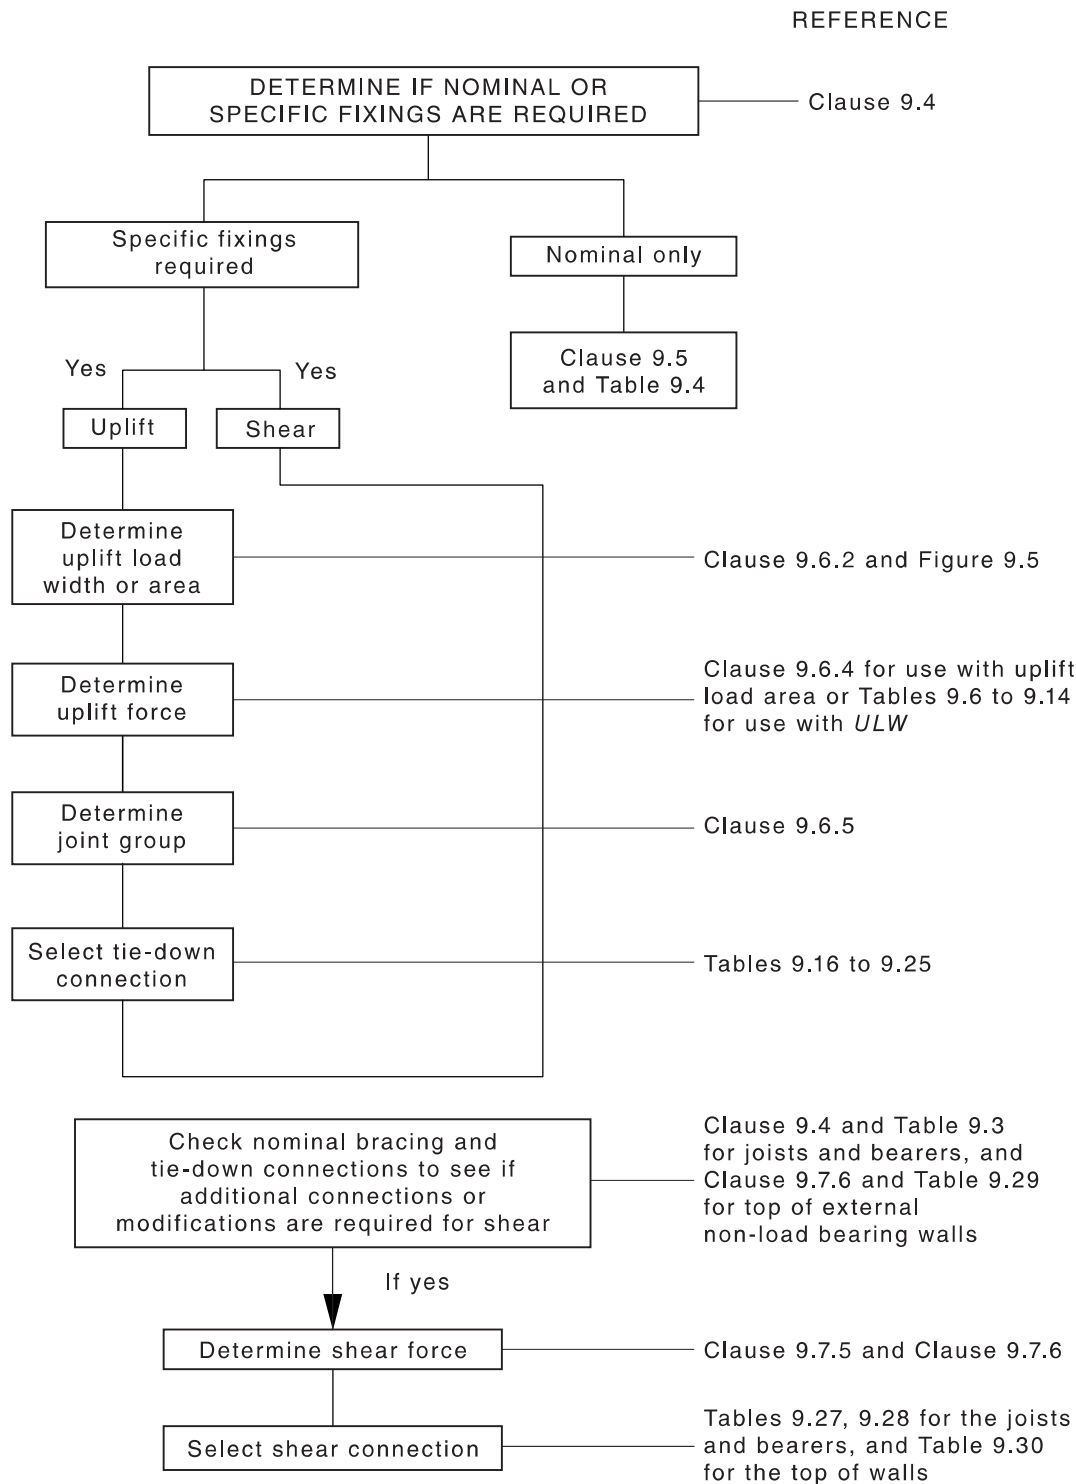 REFERENCE
DETERMINE IF NOMINAL OR
SPECIFIC FIXINGS ARE REQUIRED
Clause 9.4
Specific fixings
required
Nominal only
Clause 9.5
and Table 9.4
Yes
Yes
Uplift
Shear
Determine
uplift load
width or area
Clause 9.6.2 and Figure 9.5
Determine
uplift force
Clause 9.6.4 for use with uplift
load area or Tables 9.6 to 9.14
for use with ULW
Determine
joint group
Clause 9.6.5
Select tie-down
connection
Tables 9.16 to 9.25
Check nominal bracing and
tie-down connections to see if
additional connections or
modifications are required for shear
Clause 9.4 and Table 9.3
for joists and bearers, and
Clause 9.7.6 and Table 9.29
for top of external
non-load bearing walls
If yes
Determine shear force
Clause 9.7.5 and Clause 9.7.6
Select shear connection
Tables 9.27, 9.28 for the joists
and bearers, and Table 9.30
for the top of walls